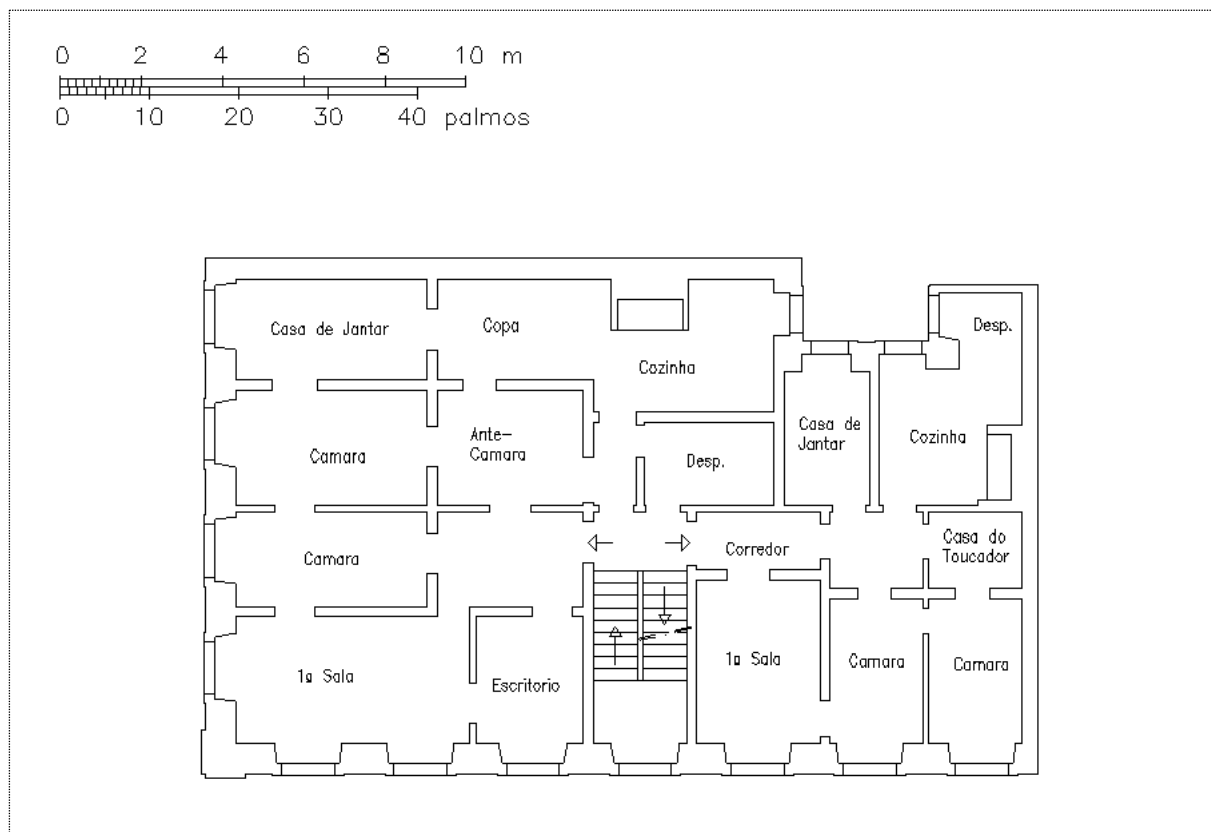 0 2 4 6 8 10 m
0 10 20 30 40 palmos
Casa de Jantar
Copa
Desp.
Cozinha
Casa de
Jantar
Cozinha
Ante-
Camara
Camara
Desp.
Camara
Corredor
Casa do
Toucador
1ª Sala
Escritorio
1ª Sala
Camara
Camara